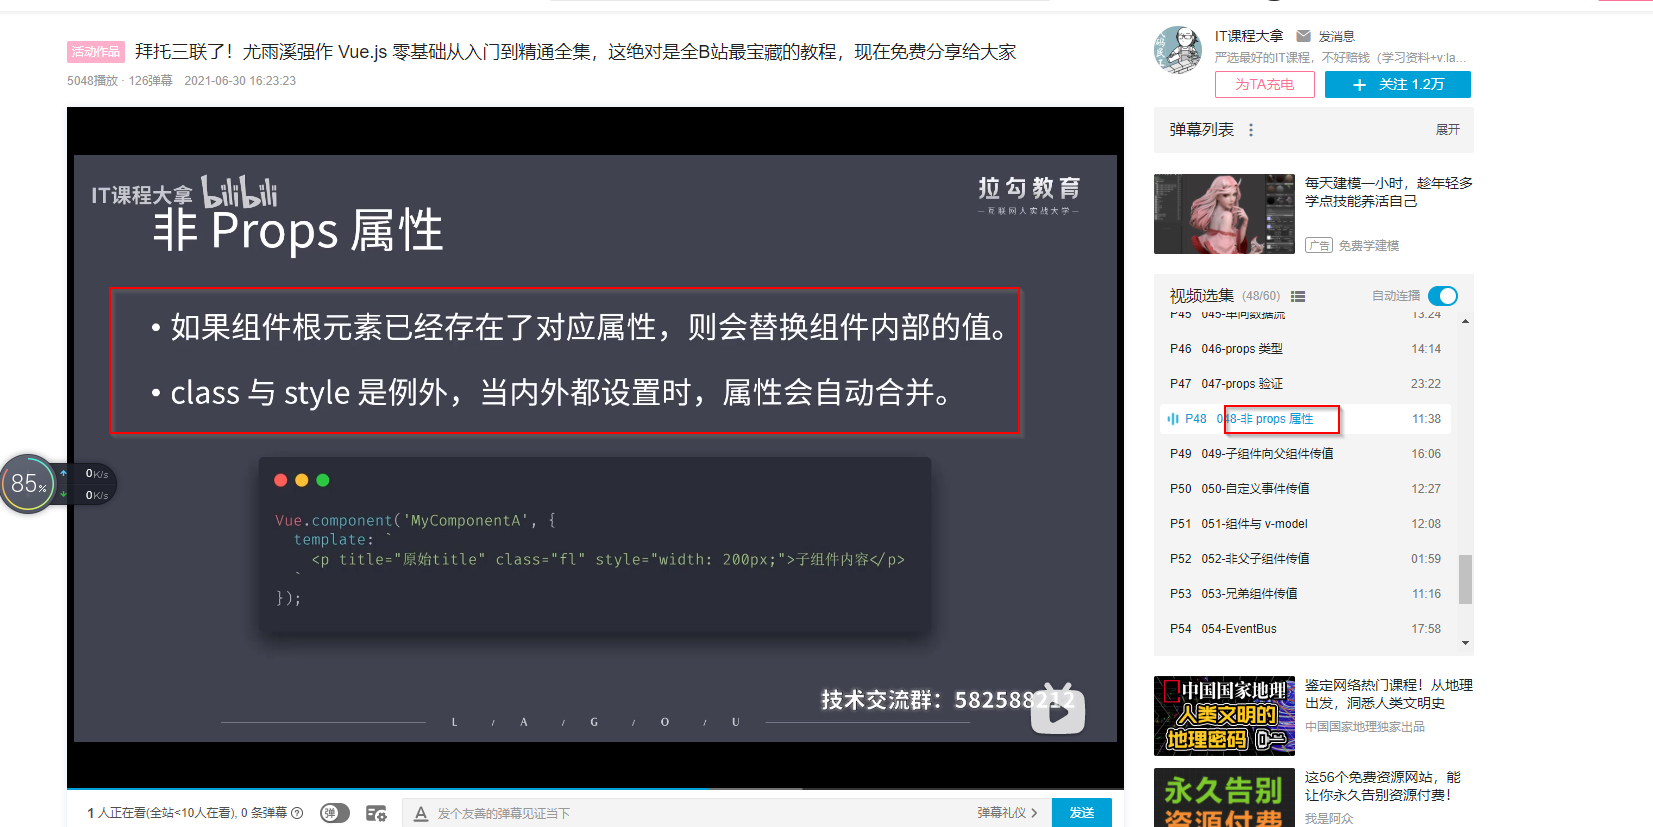 活动作品 拜托三联了！尤雨溪强作 Vue.js 零基础从入门到精通全集，这绝对是全B站最宝藏的教程，现在免费分享给大家
5048播放 · 126弹幕 2021-06-30 16:23:23
IT课程大拿 bilibili
拉勾教育
—互联网人实战大学—
非 Props 属性
• 如果组件根元素已经存在了对应属性，则会替换组件内部的值。
• class 与 style 是例外，当内外都设置时，属性会自动合并。
85%
↑ 0K/s
↓ 0K/s
Vue.component('MyComponentA', {
template: `
<p title="原始title" class="fl" style="width: 200px;">子组件内容</p>
`
});
技术交流群：582588212
L / A / G / O / U
1 人正在看(全站<10人在看), 0 条弹幕
弹
A 发个友善的弹幕见证当下
弹幕礼仪 >
发送
IT课程大拿 发消息
严选最好的IT课程，不好赔钱（学习资料+v:la...
为TA充电
+ 关注 1.2万
弹幕列表
展开
每天建模一小时，趁年轻多
学点技能养活自己
广告 免费学建模
视频选集 (48/60) 自动连播
P45 045-单向数据流 13:24
P46 046-props 类型 14:14
P47 047-props 验证 23:22
P48 048-非 props 属性 11:38
P49 049-子组件向父组件传值 16:06
P50 050-自定义事件传值 12:27
P51 051-组件与 v-model 12:08
P52 052-非父子组件传值 01:59
P53 053-兄弟组件传值 11:16
P54 054-EventBus 17:58
中国国家地理
人类文明的
地理密码
鉴定网络热门课程！从地理
出发，洞悉人类文明史
中国国家地理独家出品
永久告别
资源付费
这56个免费资源网站，能
让你永久告别资源付费！
我是阿众